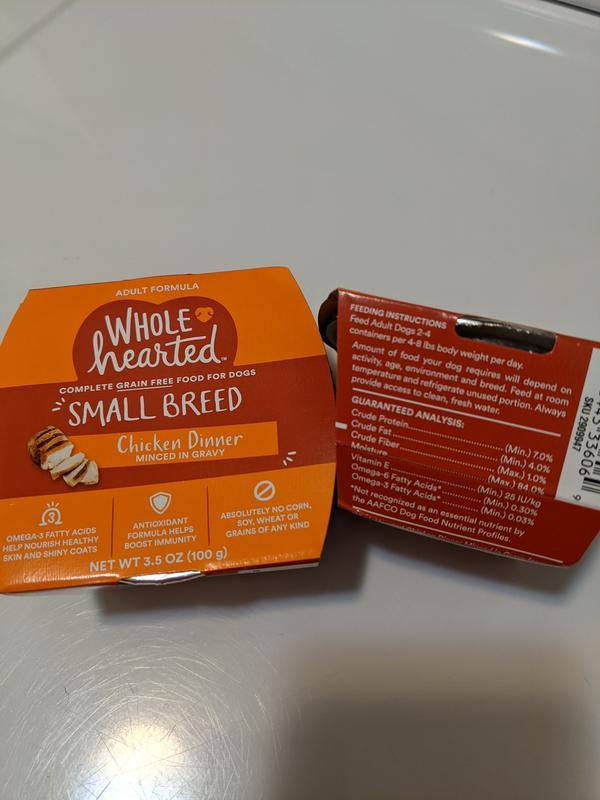 ADULT FORMULA
WHOLE
hearted™
COMPLETE GRAIN FREE FOOD FOR DOGS
SMALL BREED
Chicken Dinner
MINCED IN GRAVY
OMEGA-3 FATTY ACIDS
HELP NOURISH HEALTHY
SKIN AND SHINY COATS
ANTIOXIDANT
FORMULA HELPS
BOOST IMMUNITY
ABSOLUTELY NO CORN,
SOY, WHEAT OR
GRAINS OF ANY KIND
NET WT 3.5 OZ (100 g)
FEEDING INSTRUCTIONS
Feed Adult Dogs 2-4
containers per 4-8 lbs body weight per day.
Amount of food your dog requires will depend on
activity, age, environment and breed. Feed at room
temperature and refrigerate unused portion. Always
provide access to clean, fresh water.
GUARANTEED ANALYSIS:
Crude Protein (Min.) 7.0%
Crude Fat (Min.) 4.0%
Crude Fiber (Max.) 1.0%
Moisture (Max.) 84.0%
Vitamin E (Min.) 25 IU/kg
Omega-6 Fatty Acids* (Min.) 0.30%
Omega-3 Fatty Acids* (Min.) 0.03%
*Not recognized as an essential nutrient by
the AAFCO Dog Food Nutrient Profiles.
33606
9
SKU 2909947